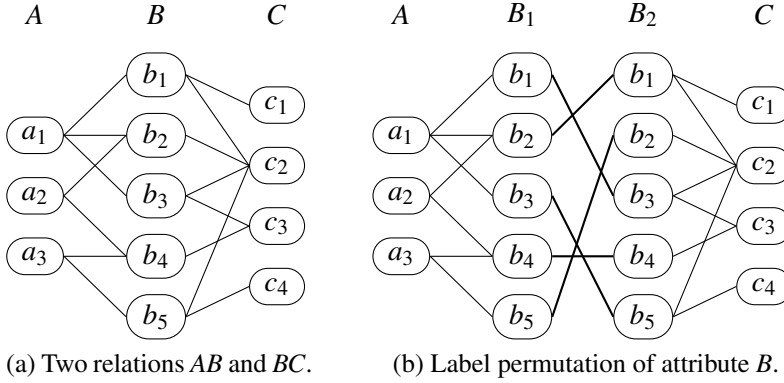 A B C A B₁ B₂ C
b₁ b₁ b₁
c₁ c₁
a₁ b₂ a₁ b₂ b₂
c₂ c₂
a₂ b₃ a₂ b₃ b₃
c₃ c₃
a₃ b₄ a₃ b₄ b₄
c₄ c₄
b₅ b₅ b₅
(a) Two relations AB and BC. (b) Label permutation of attribute B.